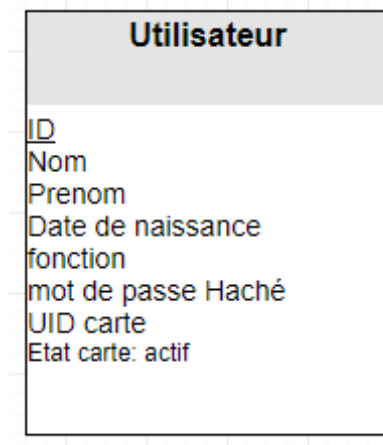 Utilisateur
ID
Nom
Prenom
Date de naissance
fonction
mot de passe Haché
UID carte
Etat carte: actif